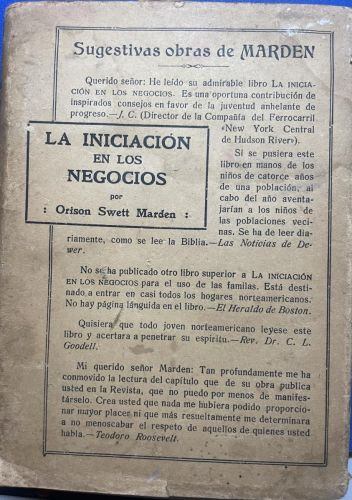 Sugestivas obras de MARDEN
Querido señor: He leído su admirable libro LA INICIA-
CIÓN EN LOS NEGOCIOS. Es una oportuna contribución de
inspirados consejos en favor de la juventud anhelante de
progreso.—J. C. (Director de la Compañía del Ferrocarril
«New York Central
de Hudson River»).
LA INICIACIÓN
EN LOS
NEGOCIOS
por
: Orison Swett Marden :
Si se pusiera este
libro en manos de los
niños de catorce años
de una población, al
cabo del año aventa-
jarían a los niños de
las poblaciones veci-
nas. Se ha de leer dia-
riamente, como se lee la Biblia.—Las Noticias de De-
wer.
No se ha publicado otro libro superior a LA INICIACIÓN
EN LOS NEGOCIOS para el uso de las familas. Está desti-
nado a entrar en casi todos los hogares norteamericanos.
No hay página lánguida en el libro.—El Heraldo de Boston.
Quisiera que todo joven norteamericano leyese este
libro y acertara a penetrar su espíritu.—Rev. Dr. C. L.
Goodell.
Mi querido señor Marden: Tan profundamente me ha
conmovido la lectura del capítulo que de su obra publica
usted en la Revista, que no puedo por menos de manifes-
társelo. Crea usted que nada me hubiera podido proporcio-
nar mayor placer ni que más resueltamente me determinara
a no menoscabar el respeto de aquellos de quienes usted
habla.—Teodoro Roosevelt.